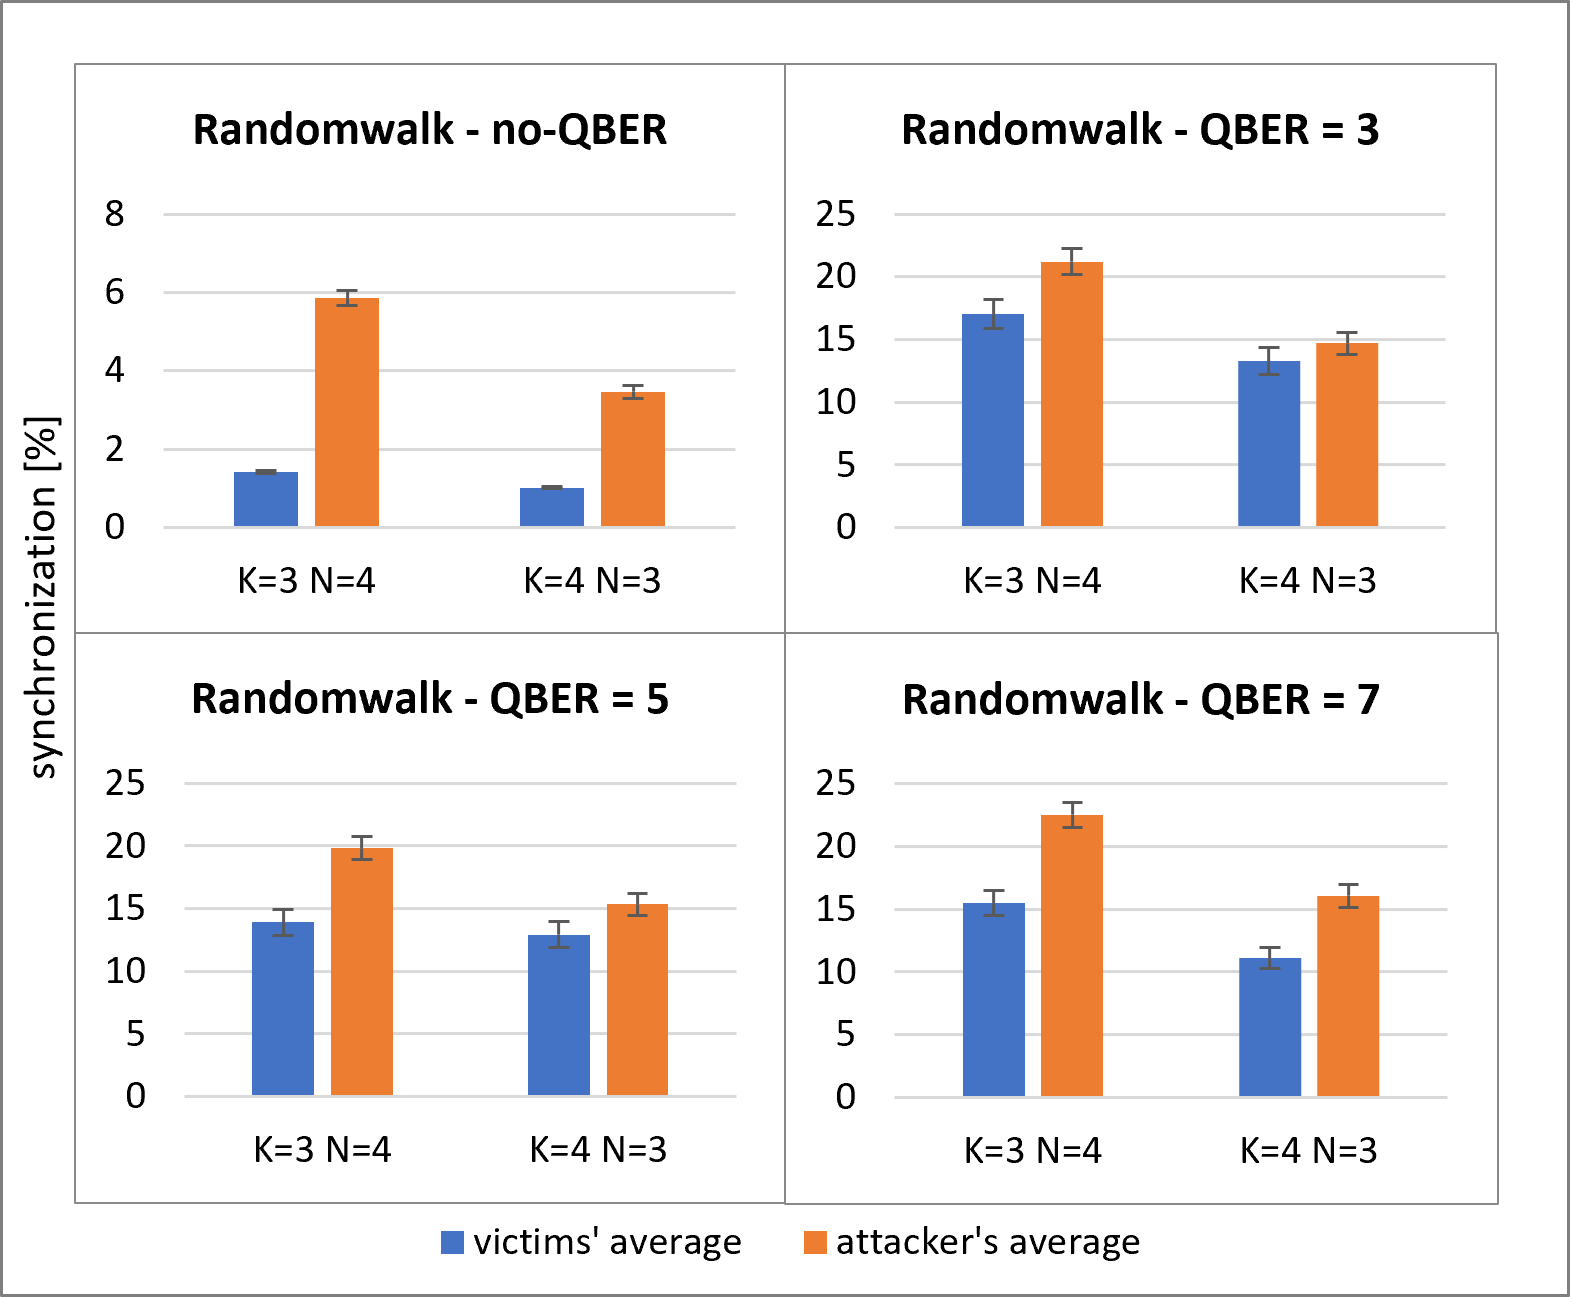 synchronization [%]
Randomwalk - no-QBER
8
6
4
2
0
K=3 N=4
K=4 N=3
Randomwalk - QBER = 3
25
20
15
10
5
0
K=3 N=4
K=4 N=3
Randomwalk - QBER = 5
25
20
15
10
5
0
K=3 N=4
K=4 N=3
Randomwalk - QBER = 7
25
20
15
10
5
0
K=3 N=4
K=4 N=3
victims' average
attacker's average